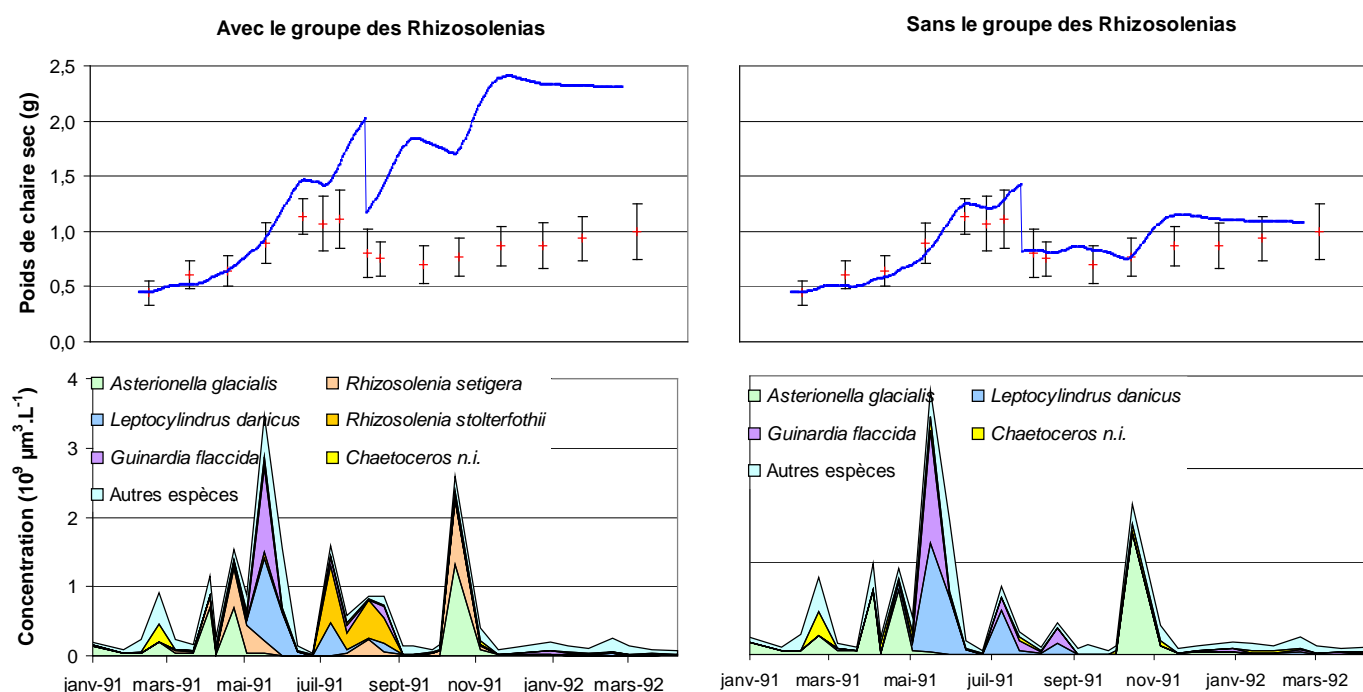 Avec le groupe des Rhizosolenias
Sans le groupe des Rhizosolenias
Poids de chaire sec (g)
2,5
2,0
1,5
1,0
0,5
0,0
Concentration (10⁹ µm³.L⁻¹)
4
3
2
1
0
Asterionella glacialis
Rhizosolenia setigera
Leptocylindrus danicus
Rhizosolenia stolterfothii
Guinardia flaccida
Chaetoceros n.i.
Autres espèces
janv-91 mars-91 mai-91 juil-91 sept-91 nov-91 janv-92 mars-92
Asterionella glacialis
Leptocylindrus danicus
Guinardia flaccida
Chaetoceros n.i.
Autres espèces
janv-91 mars-91 mai-91 juil-91 sept-91 nov-91 janv-92 mars-92